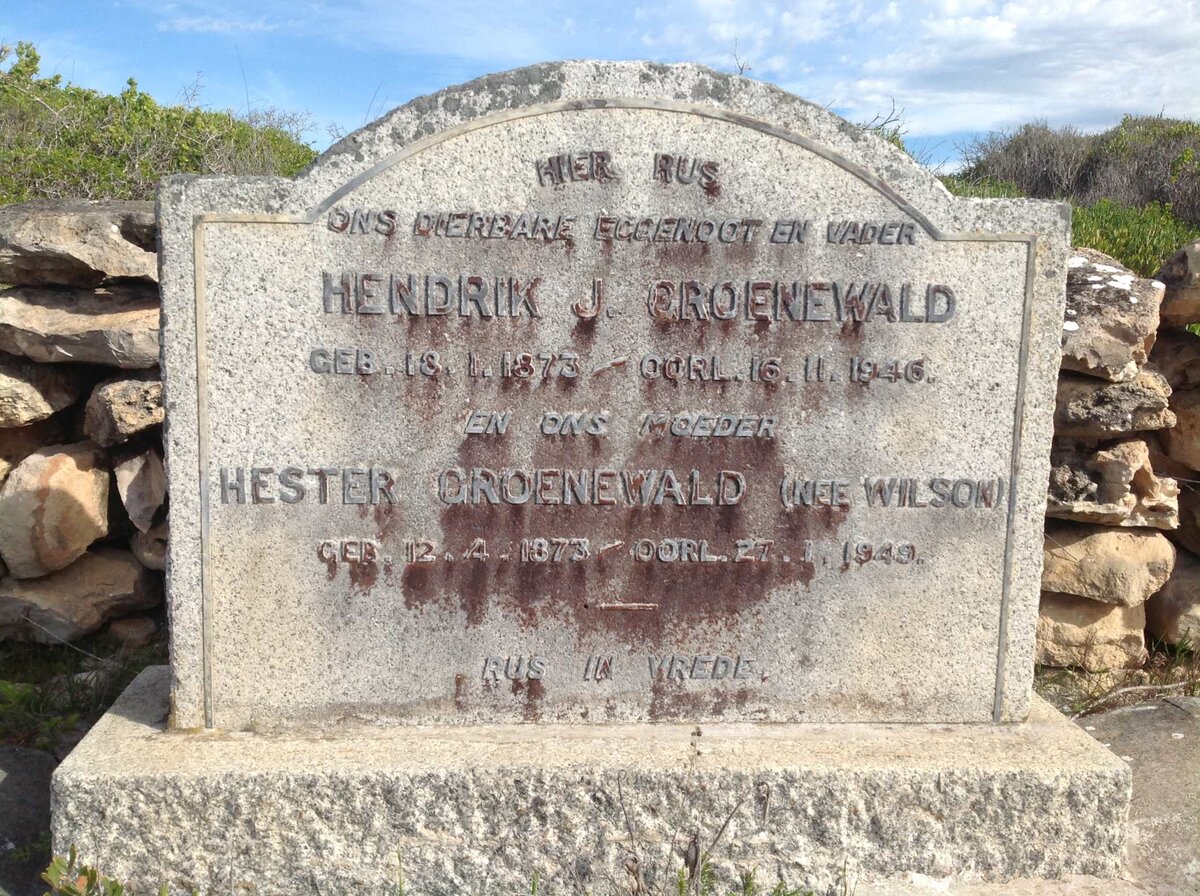 HIER RUS
ONS DIERBARE EGGENOOT EN VADER
HENDRIK J. GROENEWALD
GEB. 18.1.1873 — OORL. 16.11.1946.
EN ONS MOEDER
HESTER GROENEWALD (NEE WILSON)
GEB. 12.4.1873 — OORL. 27.1.1949.
RUS IN VREDE.